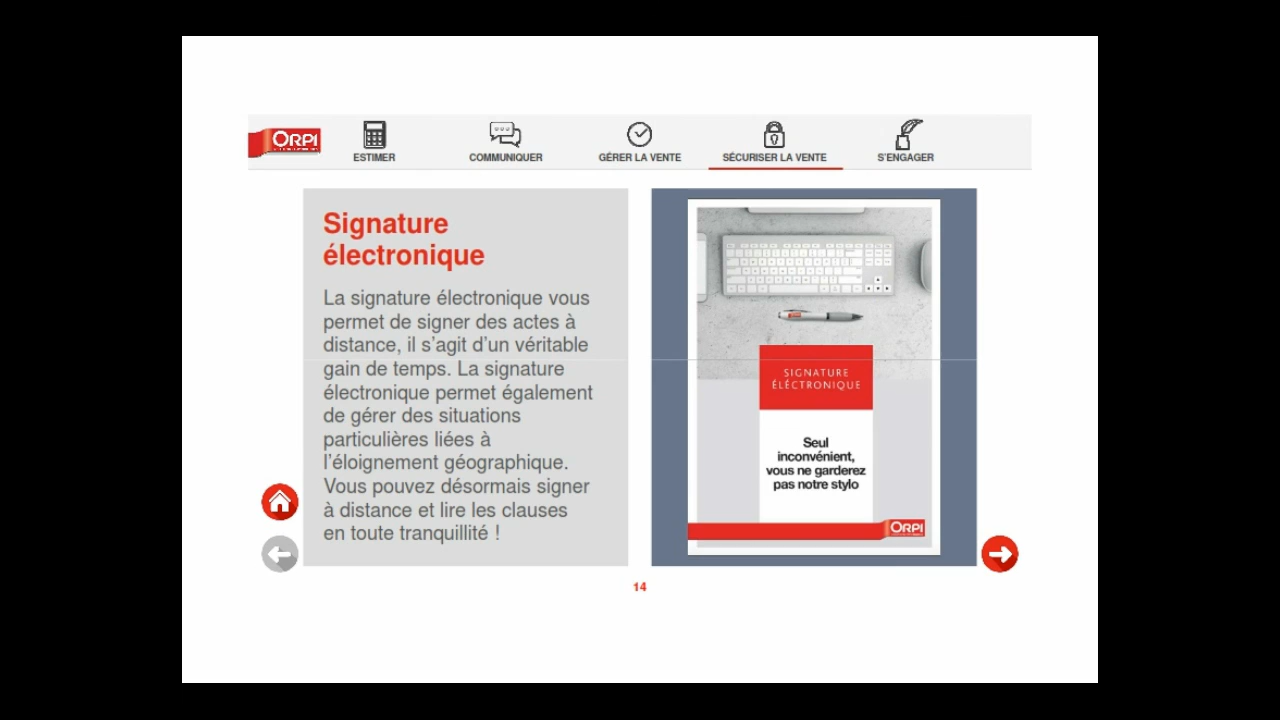 ORPI
ESTIMER
COMMUNIQUER
GÉRER LA VENTE
SÉCURISER LA VENTE
S'ENGAGER
Signature
électronique
La signature électronique vous
permet de signer des actes à
distance, il s'agit d'un véritable
gain de temps. La signature
électronique permet également
de gérer des situations
particulières liées à
l'éloignement géographique.
Vous pouvez désormais signer
à distance et lire les clauses
en toute tranquillité !
SIGNATURE
ÉLÉCTRONIQUE
Seul
inconvénient,
vous ne garderez
pas notre stylo
ORPI
14